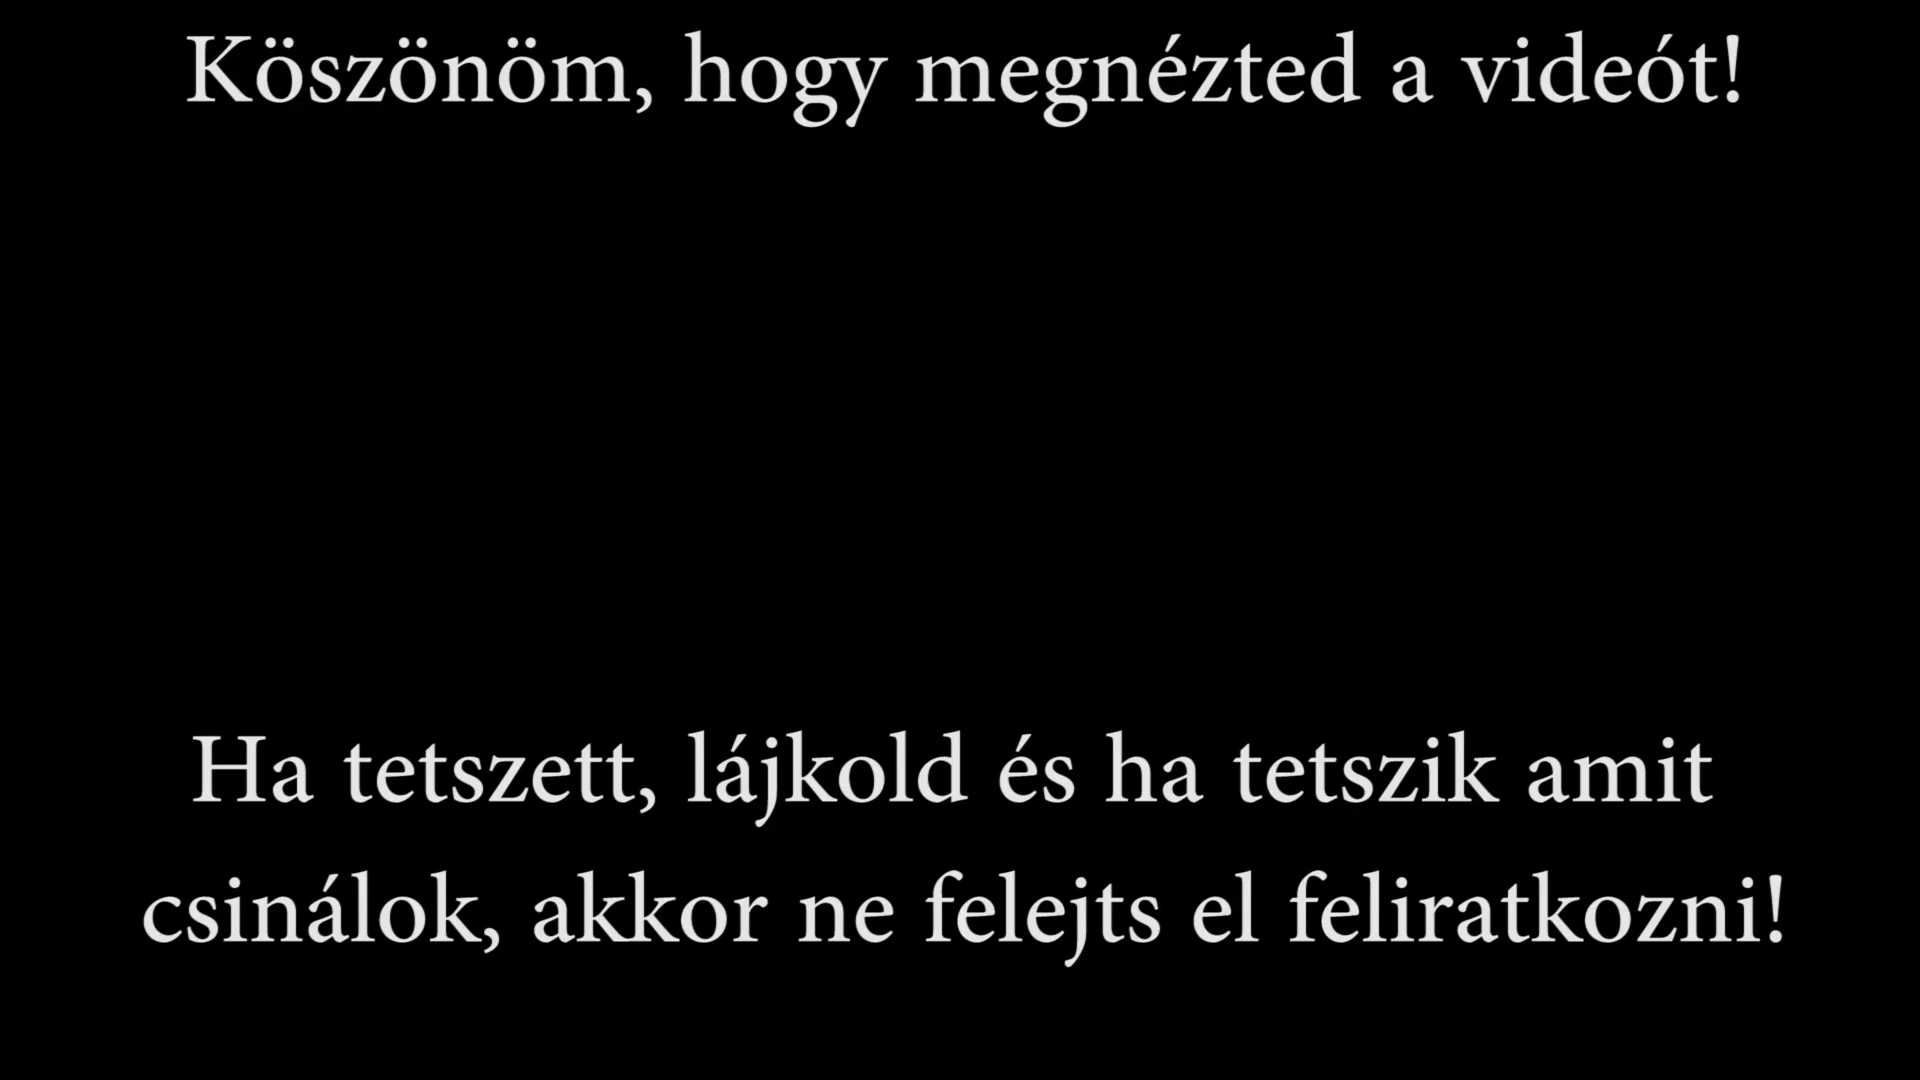 Köszönöm, hogy megnézted a videót!
Ha tetszett, lájkold és ha tetszik amit
csinálok, akkor ne felejts el feliratkozni!